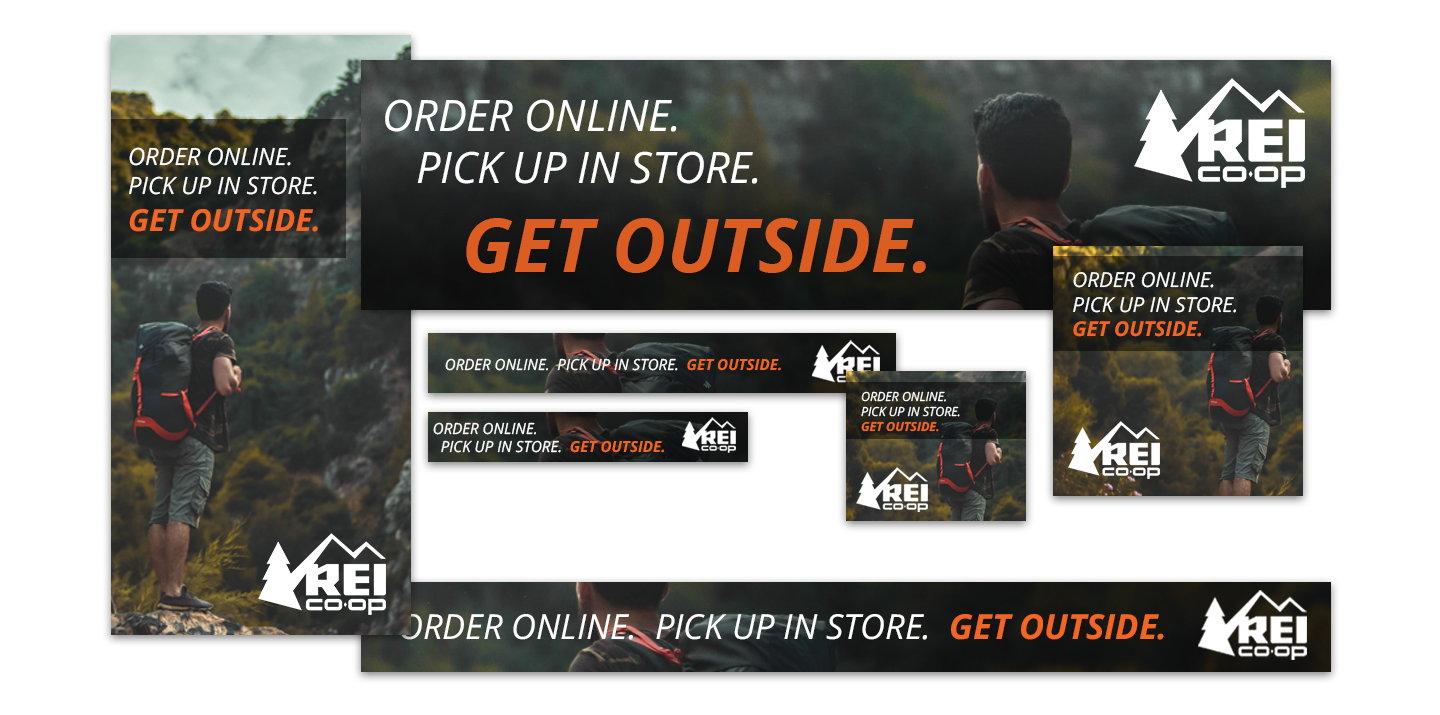 ORDER ONLINE.
PICK UP IN STORE.
GET OUTSIDE.
REI
co·op
ORDER ONLINE.
PICK UP IN STORE.
GET OUTSIDE.
REI
co·op
ORDER ONLINE. PICK UP IN STORE. GET OUTSIDE.
REI
ORDER ONLINE.
PICK UP IN STORE. GET OUTSIDE.
REI
co·op
ORDER ONLINE.
PICK UP IN STORE.
GET OUTSIDE.
REI
co·op
ORDER ONLINE.
PICK UP IN STORE.
GET OUTSIDE.
REI
co·op
ORDER ONLINE. PICK UP IN STORE. GET OUTSIDE.
REI
co·op